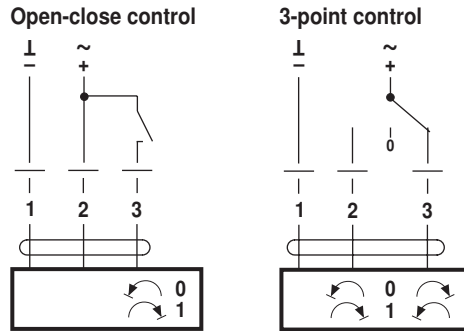 Open-close control
3-point control
⊥ ~
– +
⊥ ~
– +
0
1 2 3
1 2 3
0
1
0
1